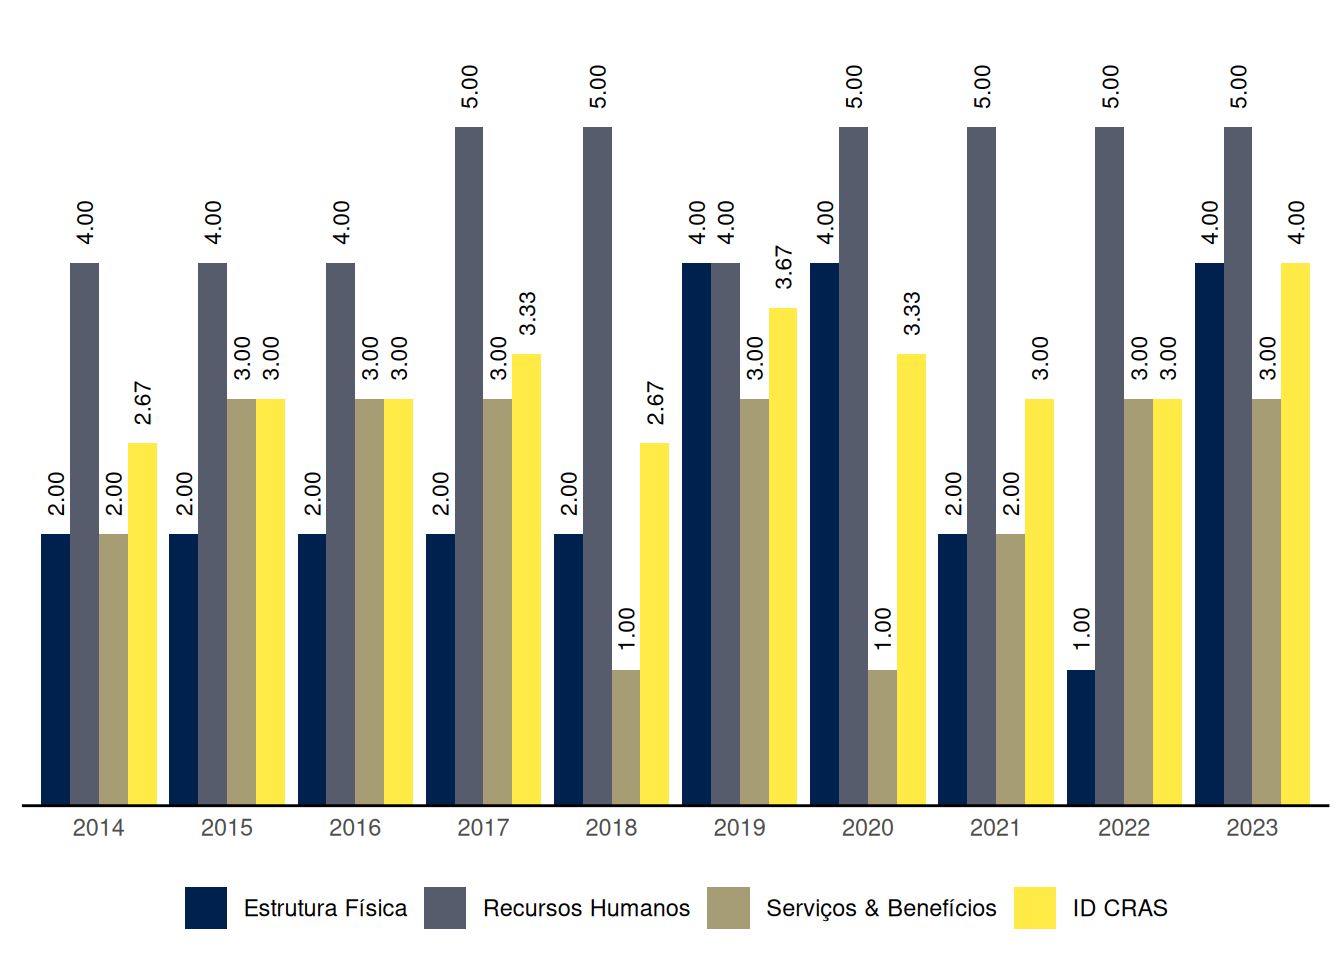 5.00 5.00 5.00 5.00 5.00 5.00
4.00 4.00 4.00 4.00 4.00 4.00 4.00 4.00
3.67
3.33 3.33
3.00 3.00 3.00 3.00 3.00 3.00 3.00 3.00 3.00 3.00
2.67 2.67
2.00 2.00 2.00 2.00 2.00 2.00 2.00 2.00
1.00 1.00 1.00
2014 2015 2016 2017 2018 2019 2020 2021 2022 2023
Estrutura Física Recursos Humanos Serviços & Benefícios ID CRAS